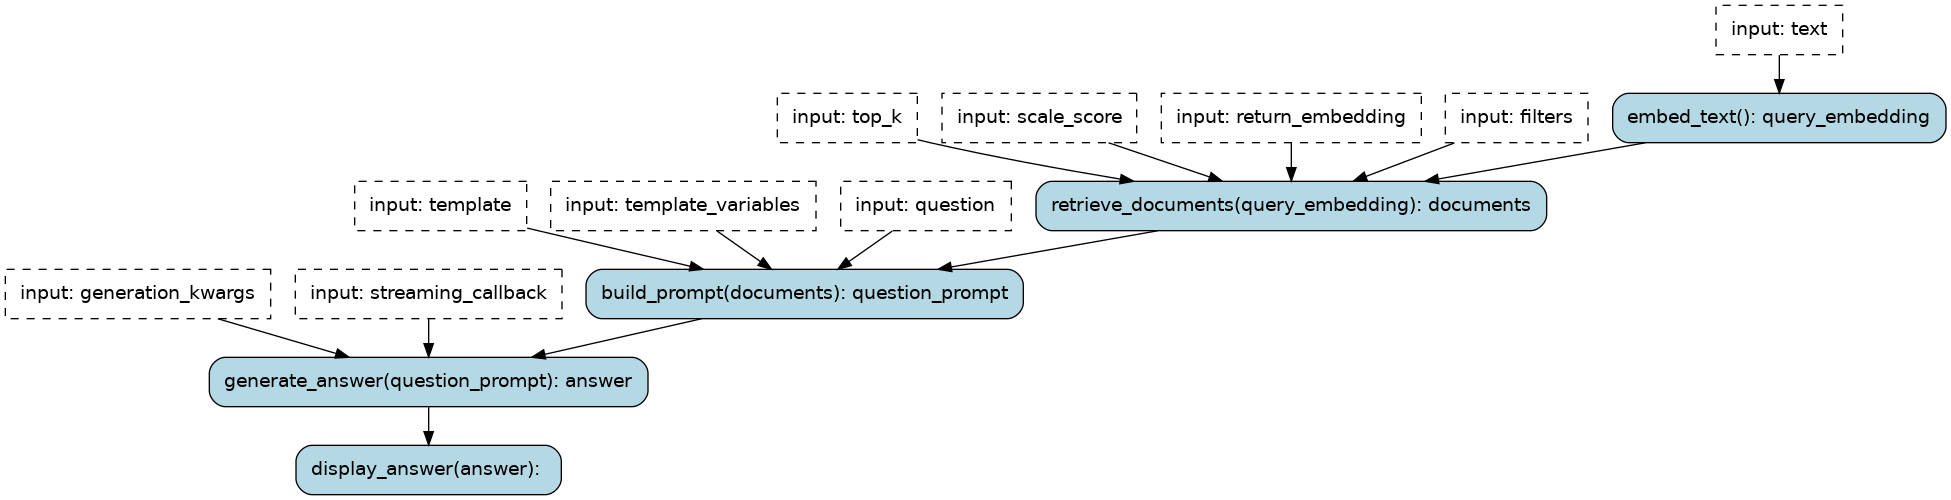 input: text
input: top_k
input: scale_score
input: return_embedding
input: filters
embed_text(): query_embedding
input: template
input: template_variables
input: question
retrieve_documents(query_embedding): documents
input: generation_kwargs
input: streaming_callback
build_prompt(documents): question_prompt
generate_answer(question_prompt): answer
display_answer(answer):